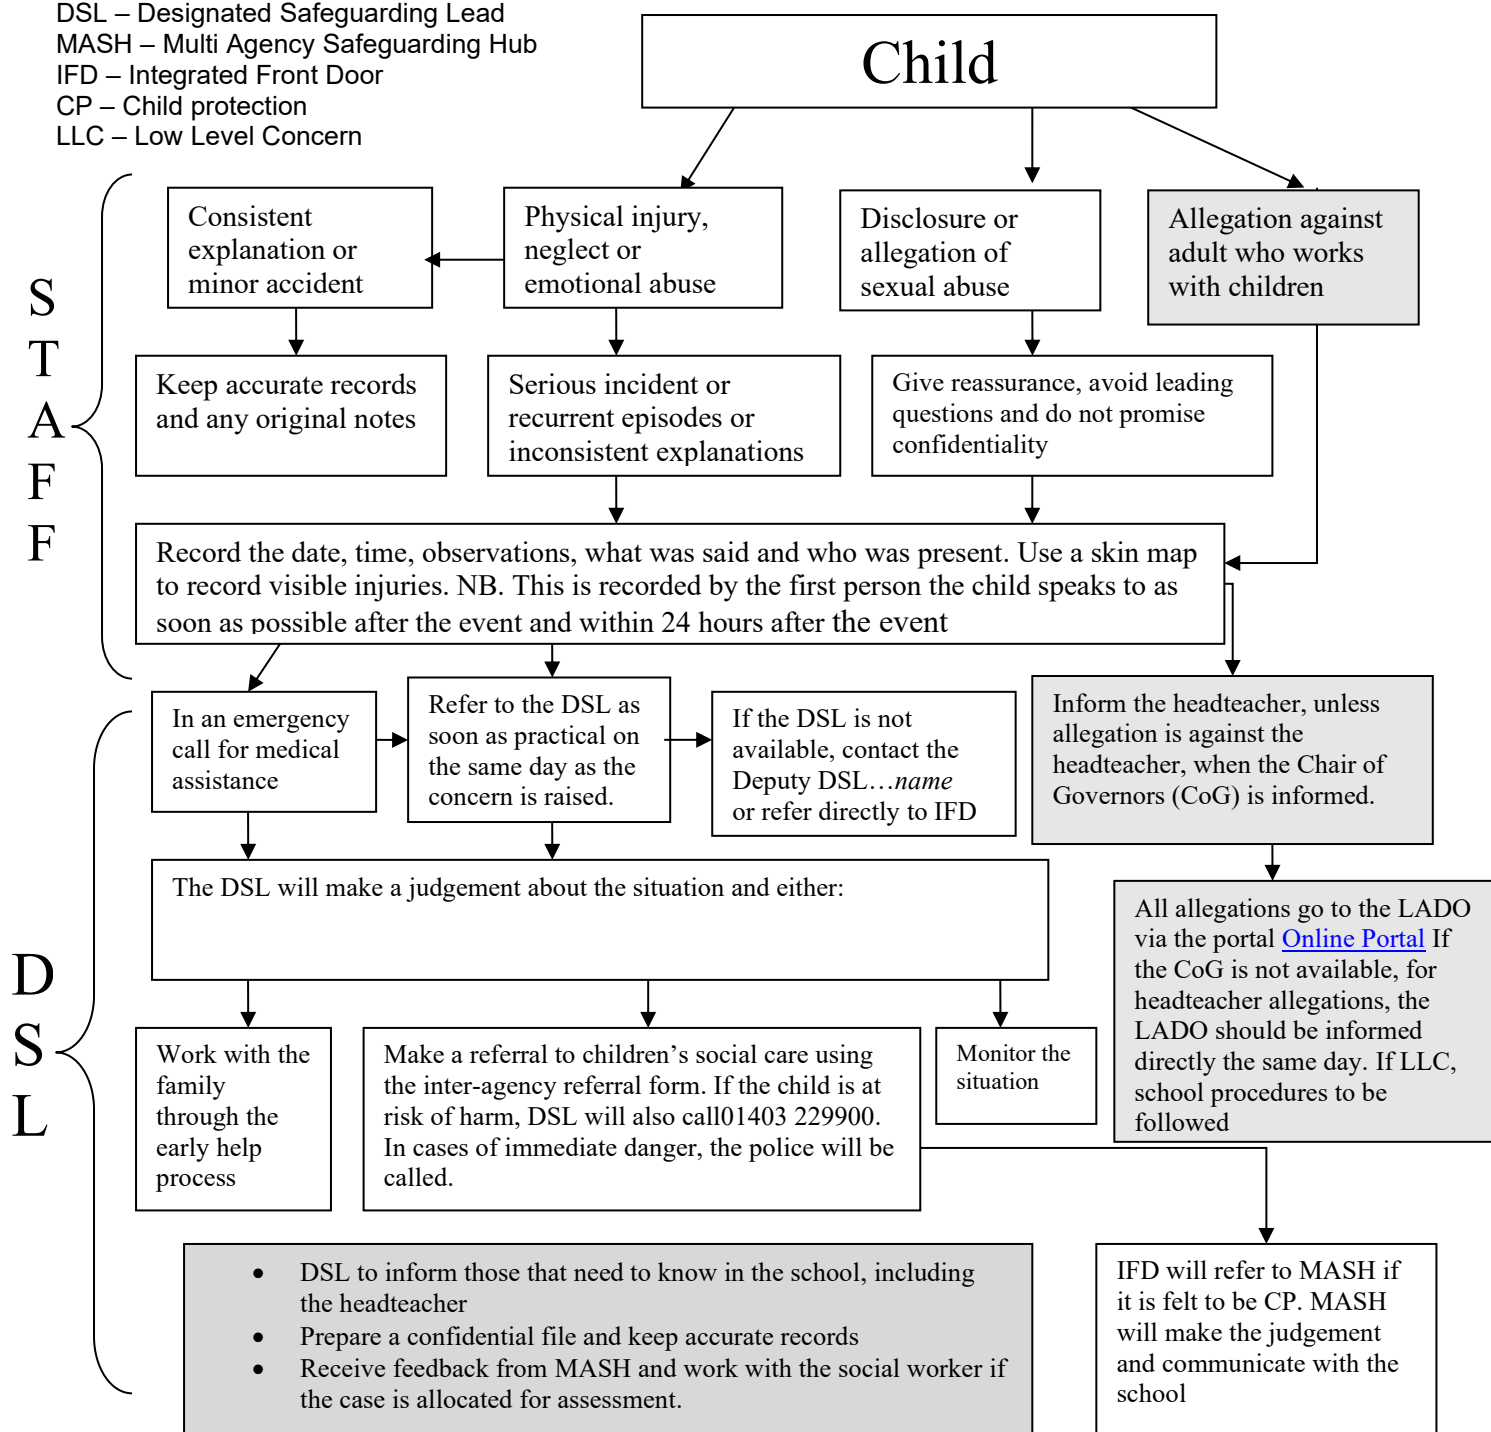 DSL – Designated Safeguarding Lead
MASH – Multi Agency Safeguarding Hub
IFD – Integrated Front Door
CP – Child protection
LLC – Low Level Concern
Child
S
T
A
F
F
Consistent
explanation or
minor accident
Physical injury,
neglect or
emotional abuse
Disclosure or
allegation of
sexual abuse
Allegation against
adult who works
with children
Keep accurate records
and any original notes
Serious incident or
recurrent episodes or
inconsistent explanations
Give reassurance, avoid leading
questions and do not promise
confidentiality
Record the date, time, observations, what was said and who was present. Use a skin map
to record visible injuries. NB. This is recorded by the first person the child speaks to as
soon as possible after the event and within 24 hours after the event
D
S
L
In an emergency
call for medical
assistance
Refer to the DSL as
soon as practical on
the same day as the
concern is raised.
If the DSL is not
available, contact the
Deputy DSL…name
or refer directly to IFD
Inform the headteacher, unless
allegation is against the
headteacher, when the Chair of
Governors (CoG) is informed.
The DSL will make a judgement about the situation and either:
All allegations go to the LADO
via the portal Online Portal If
the CoG is not available, for
headteacher allegations, the
LADO should be informed
directly the same day. If LLC,
school procedures to be
followed
Work with the
family
through the
early help
process
Make a referral to children’s social care using
the inter-agency referral form. If the child is at
risk of harm, DSL will also call01403 229900.
In cases of immediate danger, the police will be
called.
Monitor the
situation
• DSL to inform those that need to know in the school, including
the headteacher
• Prepare a confidential file and keep accurate records
• Receive feedback from MASH and work with the social worker if
the case is allocated for assessment.
IFD will refer to MASH if
it is felt to be CP. MASH
will make the judgement
and communicate with the
school